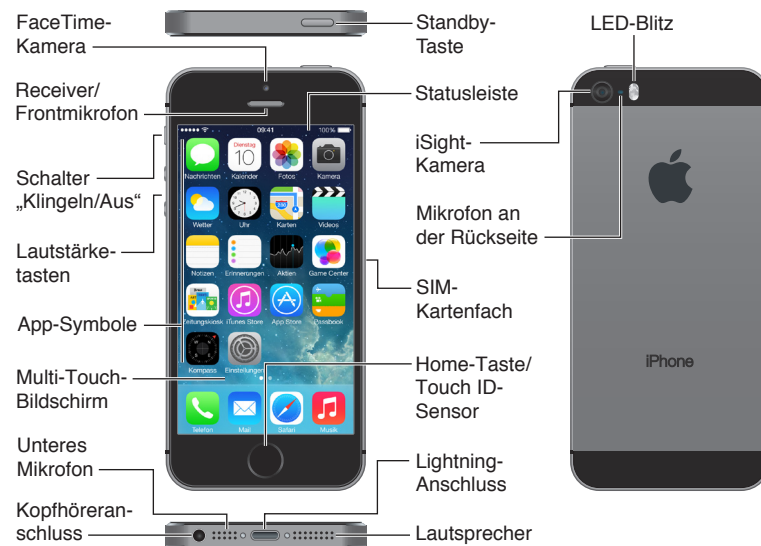 FaceTime-
Kamera
Receiver/
Frontmikrofon
Schalter
„Klingeln/Aus“
Lautstärke-
tasten
App-Symbole
Multi-Touch-
Bildschirm
Unteres
Mikrofon
Kopfhöreran-
schluss
09:41
100%
Dienstag
10
Nachrichten Kalender Fotos Kamera
280
Wetter Uhr Karten Videos
Notizen Erinnerungen Aktien Game Center
Zeitungskiosk iTunes Store App Store Passbook
Kompass Einstellungen
Telefon Mail Safari Musik
Standby-
Taste
Statusleiste
iSight-
Kamera
Mikrofon an
der Rückseite
SIM-
Kartenfach
Home-Taste/
Touch ID-
Sensor
Lightning-
Anschluss
Lautsprecher
LED-Blitz
iPhone